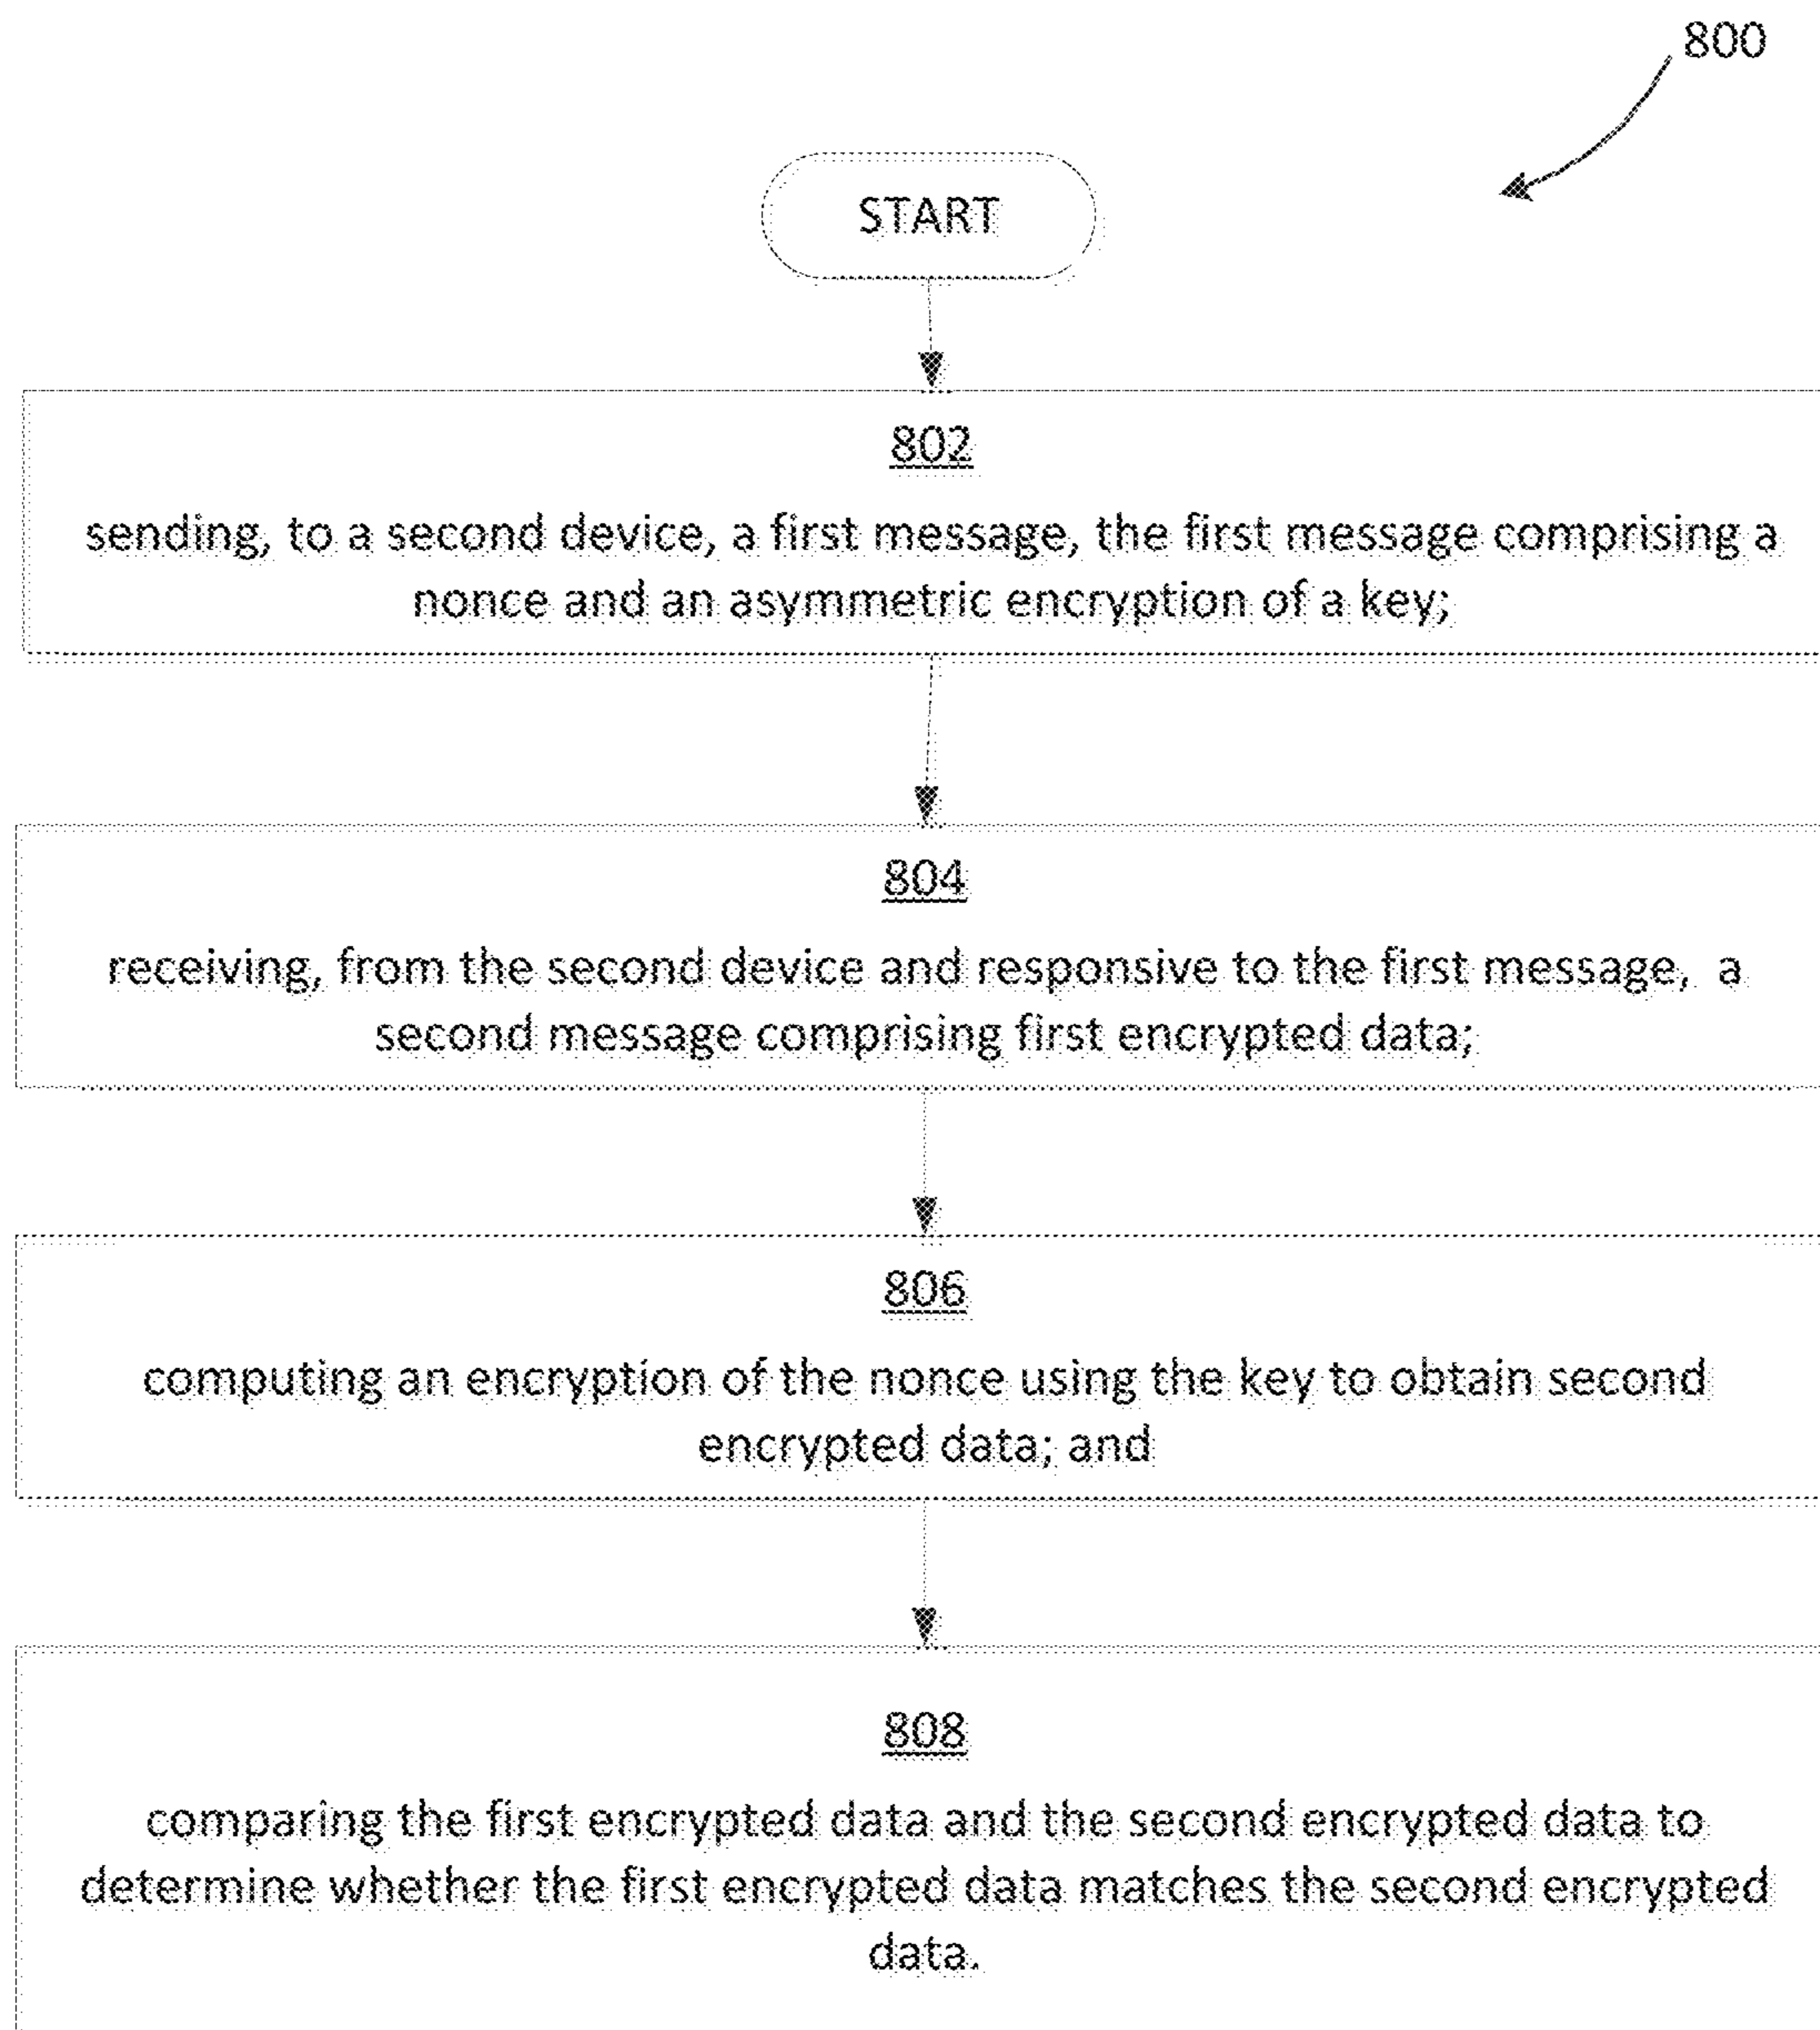 800
START
802
sending, to a second device, a first message, the first message comprising a
nonce and an asymmetric encryption of a key;
804
receiving, from the second device and responsive to the first message, a
second message comprising first encrypted data;
806
computing an encryption of the nonce using the key to obtain second
encrypted data; and
808
comparing the first encrypted data and the second encrypted data to
determine whether the first encrypted data matches the second encrypted
data.